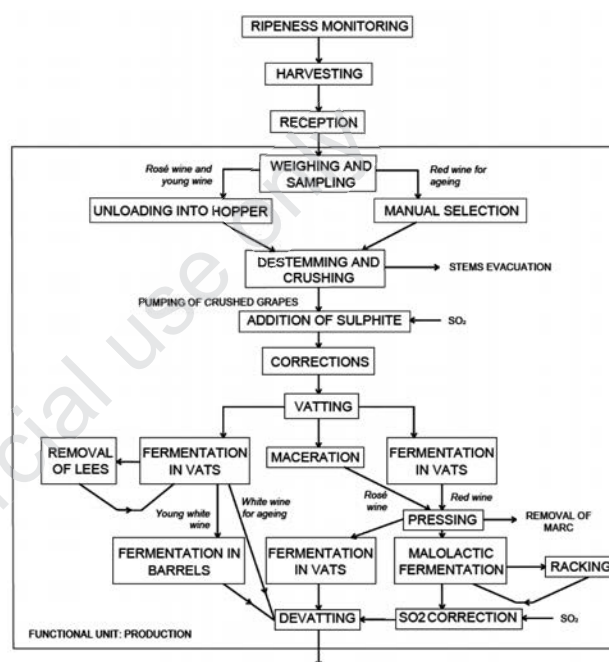 RIPENESS MONITORING
HARVESTING
RECEPTION
Rosé wine and
young wine
WEIGHING AND
SAMPLING
Red wine for
ageing
UNLOADING INTO HOPPER
MANUAL SELECTION
DESTEMMING AND
CRUSHING
STEMS EVACUATION
PUMPING OF CRUSHED GRAPES
ADDITION OF SULPHITE
SO₂
CORRECTIONS
VATTING
REMOVAL
OF LEES
FERMENTATION
IN VATS
MACERATION
FERMENTATION
IN VATS
Young white
wine
White wine
for ageing
Rosé
wine
Red wine
PRESSING
REMOVAL OF
MARC
FERMENTATION IN
BARRELS
FERMENTATION
IN VATS
MALOLACTIC
FERMENTATION
RACKING
DEVATTING
SO2 CORRECTION
SO₂
FUNCTIONAL UNIT: PRODUCTION
cial use only